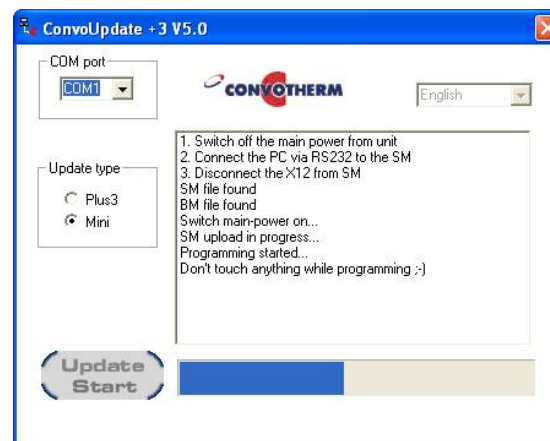 ConvoUpdate +3 V5.0
COM port
COM1
CONVOTHERM
English
Update type
Plus3
Mini
1. Switch off the main power from unit
2. Connect the PC via RS232 to the SM
3. Disconnect the X12 from SM
SM file found
BM file found
Switch main-power on...
SM upload in progress...
Programming started...
Don't touch anything while programming ;-)
Update
Start